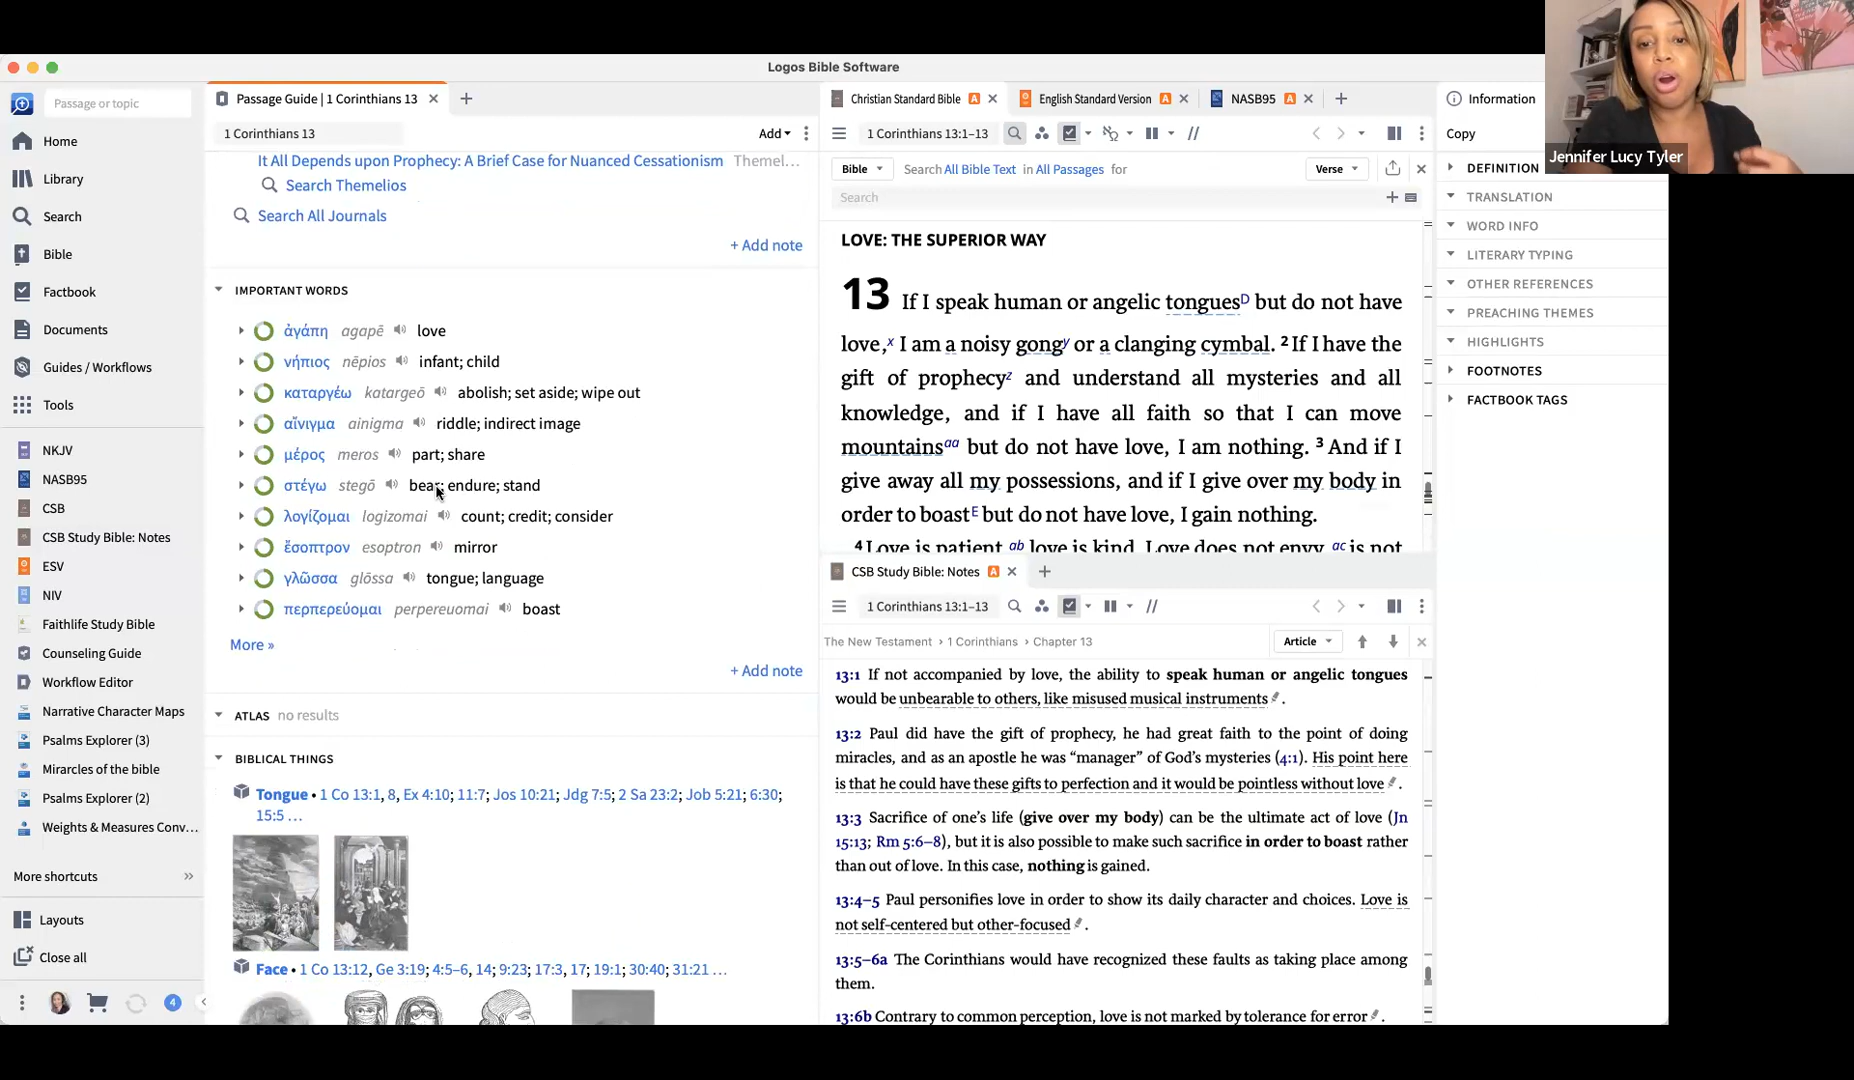 Logos Bible Software
Jennifer Lucy Tyler
Passage or topic
Home
Library
Search
Bible
Factbook
Documents
Guides / Workflows
Tools
NKJV
NASB95
CSB
CSB Study Bible: Notes
ESV
NIV
Faithlife Study Bible
Counseling Guide
Workflow Editor
Narrative Character Maps
Psalms Explorer (3)
Mirarcles of the bible
Psalms Explorer (2)
Weights & Measures Conv...
More shortcuts »
Layouts
Close all
4
Passage Guide | 1 Corinthians 13
1 Corinthians 13 Add
It All Depends upon Prophecy: A Brief Case for Nuanced Cessationism Themel...
Search Themelios
Search All Journals
+ Add note
IMPORTANT WORDS
ἀγάπη agapē love
νήπιος nēpios infant; child
καταργέω katargeō abolish; set aside; wipe out
αἴνιγμα ainigma riddle; indirect image
μέρος meros part; share
στέγω stegō bear; endure; stand
λογίζομαι logizomai count; credit; consider
ἔσοπτρον esoptron mirror
γλῶσσα glōssa tongue; language
περπερεύομαι perpereuomai boast
More »
+ Add note
ATLAS no results
BIBLICAL THINGS
Tongue • 1 Co 13:1, 8, Ex 4:10; 11:7; Jos 10:21; Jdg 7:5; 2 Sa 23:2; Job 5:21; 6:30;
15:5 ...
Face • 1 Co 13:12, Ge 3:19; 4:5–6, 14; 9:23; 17:3, 17; 19:1; 30:40; 31:21 ...
Christian Standard Bible A English Standard Version A NASB95 A
1 Corinthians 13:1–13
Bible Search All Bible Text in All Passages for Verse
Search
LOVE: THE SUPERIOR WAY
13 If I speak human or angelic tonguesD but do not have
love,x I am a noisy gongy or a clanging cymbal. 2 If I have the
gift of prophecyz and understand all mysteries and all
knowledge, and if I have all faith so that I can move
mountainsaa but do not have love, I am nothing. 3 And if I
give away all my possessions, and if I give over my body in
order to boastE but do not have love, I gain nothing.
4 Love is patient, ab love is kind. Love does not envy, ac is not
CSB Study Bible: Notes A
1 Corinthians 13:1–13
The New Testament › 1 Corinthians › Chapter 13 Article
13:1 If not accompanied by love, the ability to speak human or angelic tongues
would be unbearable to others, like misused musical instruments.
13:2 Paul did have the gift of prophecy, he had great faith to the point of doing
miracles, and as an apostle he was “manager” of God’s mysteries (4:1). His point here
is that he could have these gifts to perfection and it would be pointless without love.
13:3 Sacrifice of one’s life (give over my body) can be the ultimate act of love (Jn
15:13; Rm 5:6–8), but it is also possible to make such sacrifice in order to boast rather
than out of love. In this case, nothing is gained.
13:4–5 Paul personifies love in order to show its daily character and choices. Love is
not self-centered but other-focused.
13:5–6a The Corinthians would have recognized these faults as taking place among
them.
13:6b Contrary to common perception, love is not marked by tolerance for error.
Information
Copy
DEFINITION
TRANSLATION
WORD INFO
LITERARY TYPING
OTHER REFERENCES
PREACHING THEMES
HIGHLIGHTS
FOOTNOTES
FACTBOOK TAGS